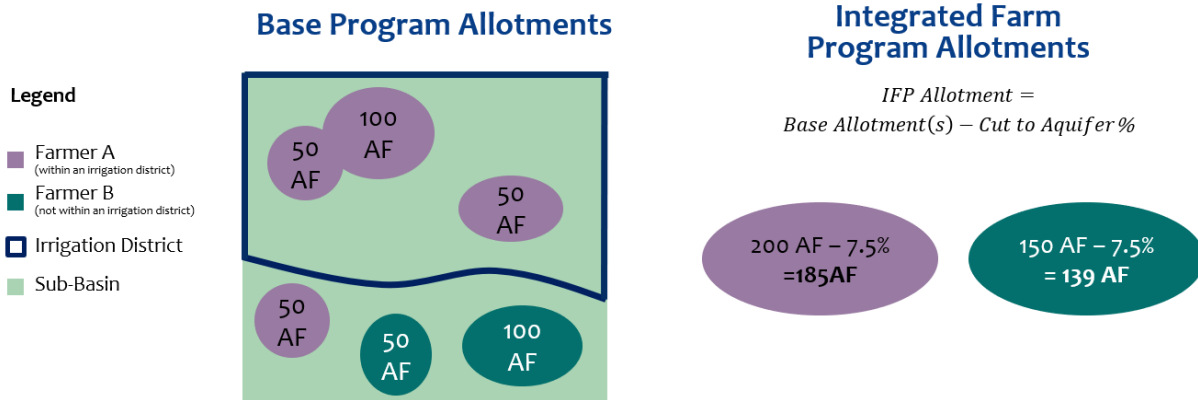 Base Program Allotments
Integrated Farm
Program Allotments
IFP Allotment =
Base Allotment(s) − Cut to Aquifer %
Legend
Farmer A
(within an irrigation district)
Farmer B
(not within an irrigation district)
Irrigation District
Sub-Basin
100
AF
50
AF
50
AF
50
AF
50
AF
100
AF
200 AF – 7.5%
=185AF
150 AF – 7.5%
= 139 AF